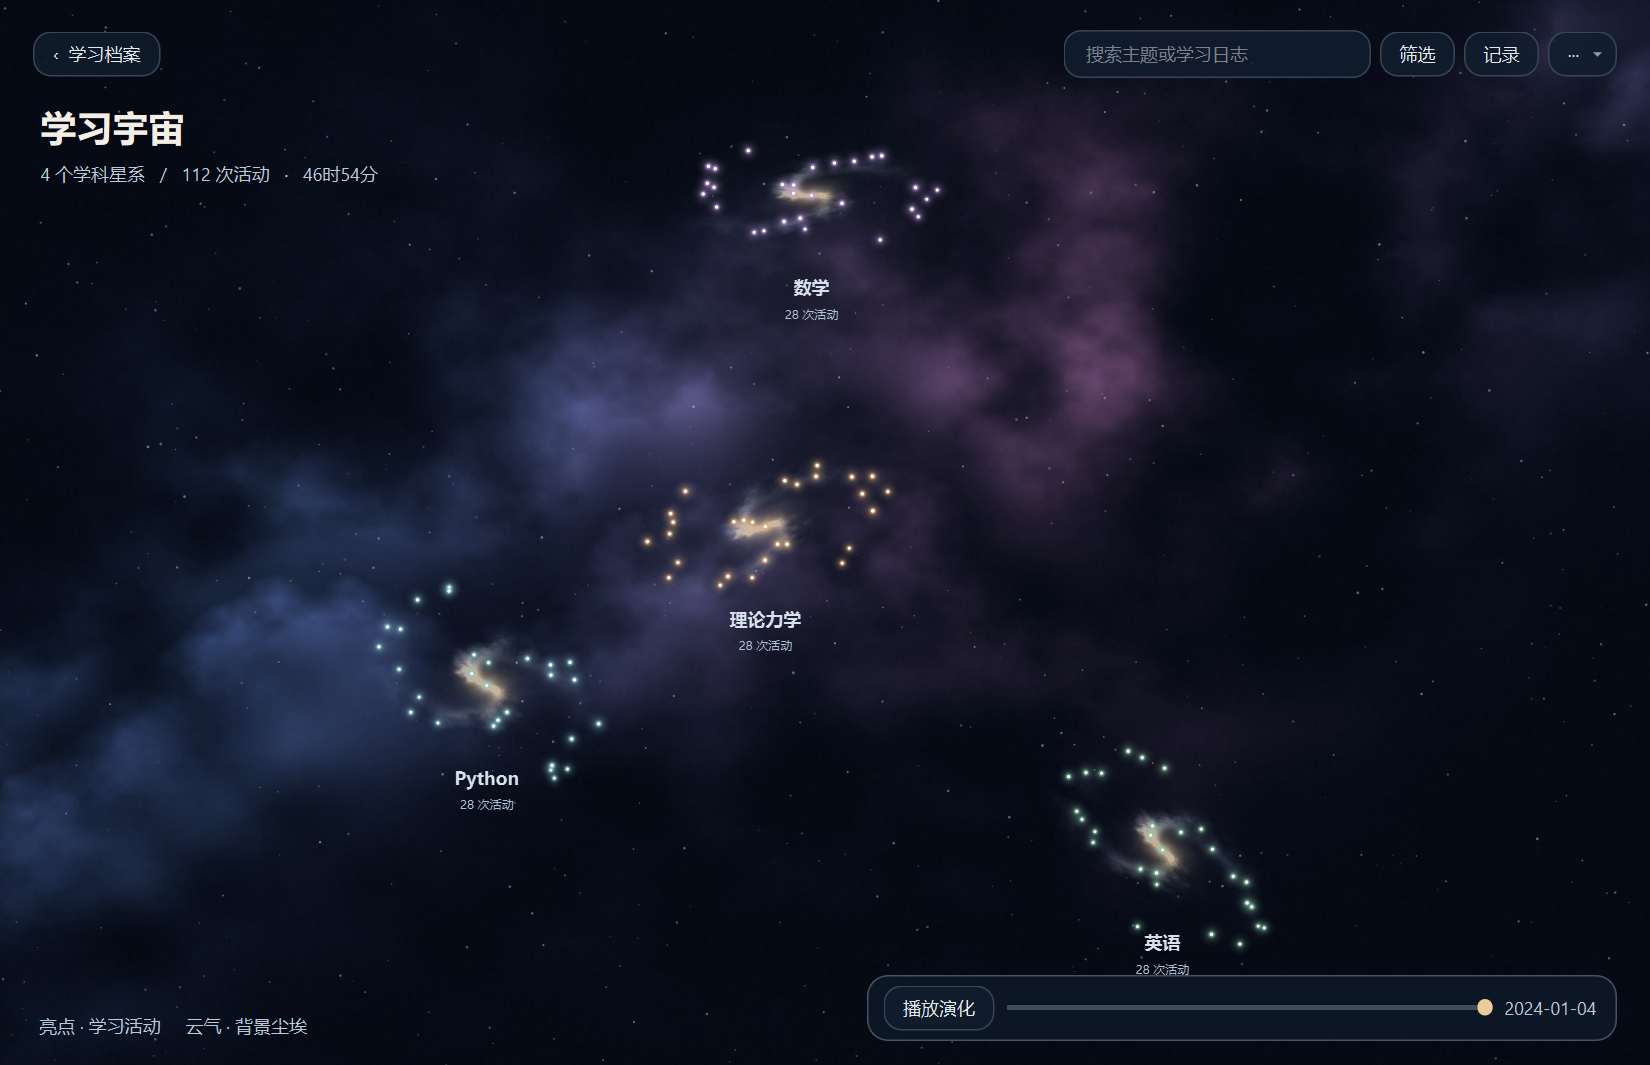 ‹ 学习档案
搜索主题或学习日志
筛选
记录
...
学习宇宙
4 个学科星系 / 112 次活动 · 46时54分
数学
28 次活动
理论力学
28 次活动
Python
28 次活动
英语
28 次活动
播放演化
2024-01-04
亮点 · 学习活动 云气 · 背景尘埃